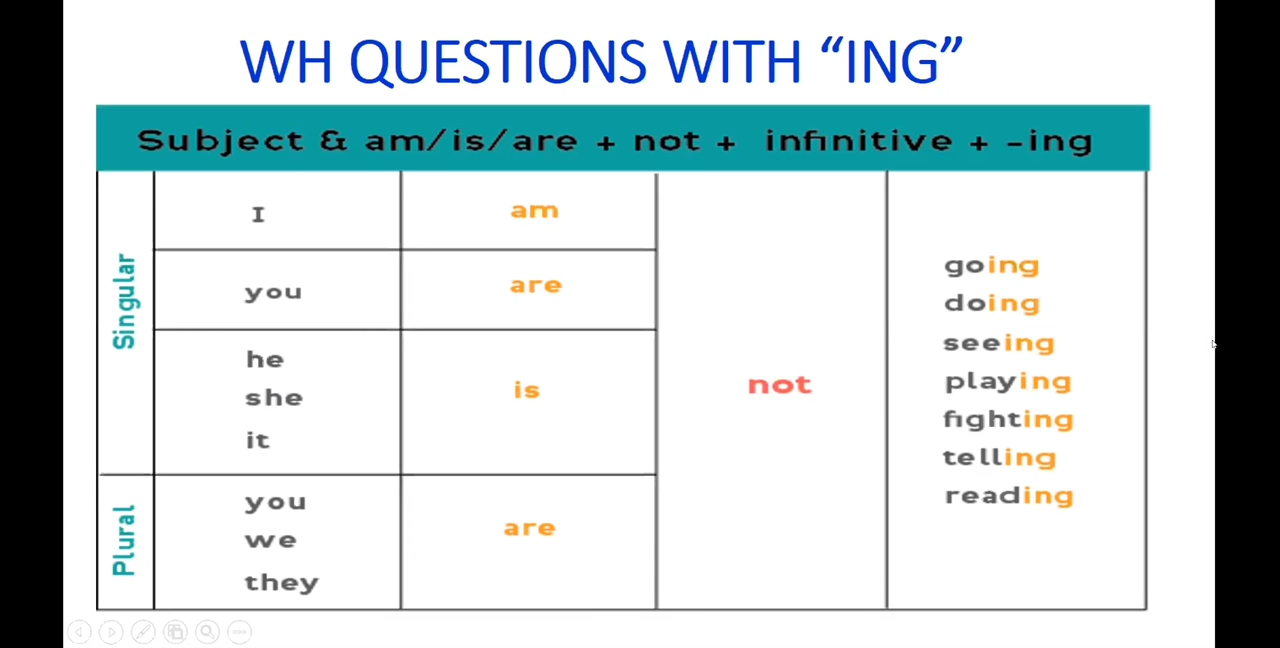 WH QUESTIONS WITH “ING”
Subject & am/is/are + not + infinitive + -ing
Singular
I
am
you
are
he
she
it
is
Plural
you
we
they
are
not
going
doing
seeing
playing
fighting
telling
reading